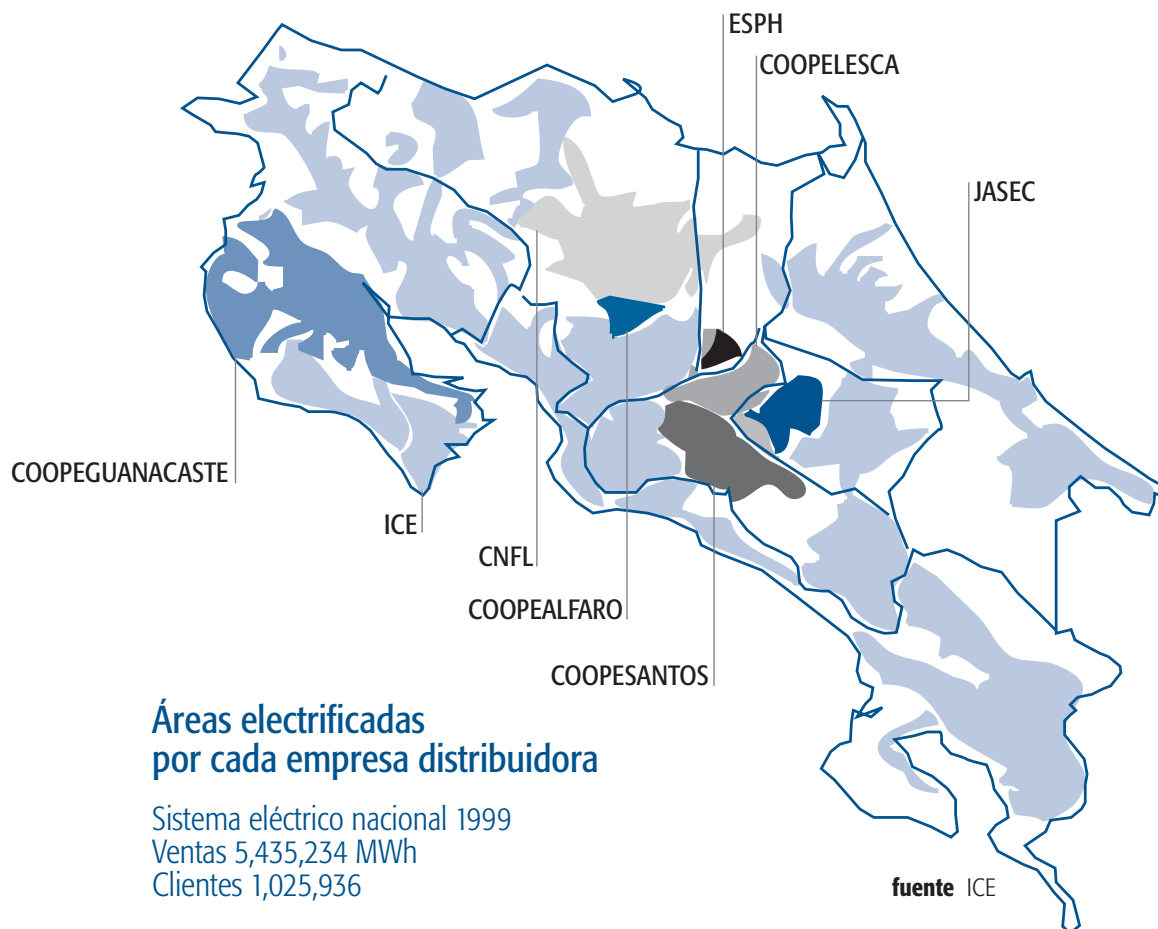 ESPH
COOPELESCA
JASEC
COOPEGUANACASTE
ICE
CNFL
COOPEALFARO
COOPESANTOS
Áreas electrificadas
por cada empresa distribuidora
Sistema eléctrico nacional 1999
Ventas 5,435,234 MWh
Clientes 1,025,936
fuente ICE